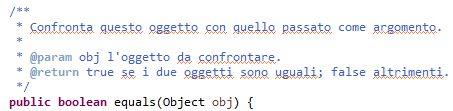 /**
* Confronta questo oggetto con quello passato come argomento.
*
* @param obj l'oggetto da confrontare.
* @return true se i due oggetti sono uguali; false altrimenti.
*/
public boolean equals(Object obj) {